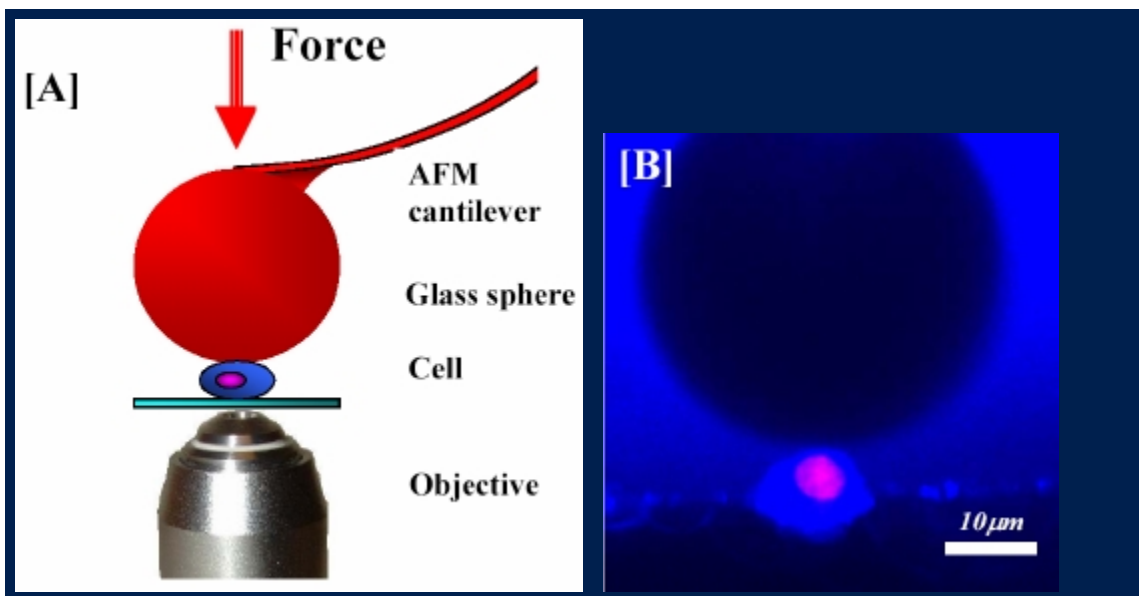 [A]
Force
AFM
cantilever
Glass sphere
Cell
Objective
[B]
10μm